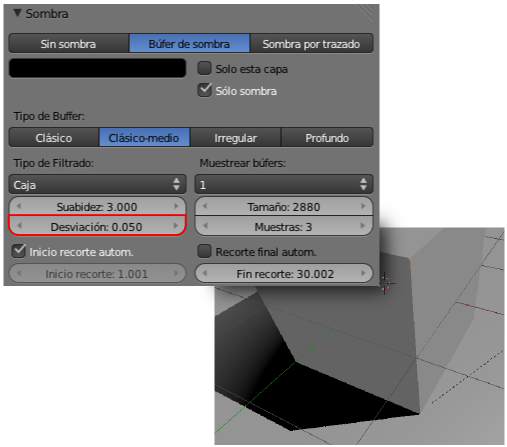 Sombra
Sin sombra Búfer de sombra Sombra por trazado
Solo esta capa
Sólo sombra
Tipo de Buffer:
Clásico Clásico-medio Irregular Profundo
Tipo de Filtrado: Muestrear búfers:
Caja 1
Suabidez: 3.000 Tamaño: 2880
Desviación: 0.050 Muestras: 3
Inicio recorte autom. Recorte final autom.
Inicio recorte: 1.001 Fin recorte: 30.002